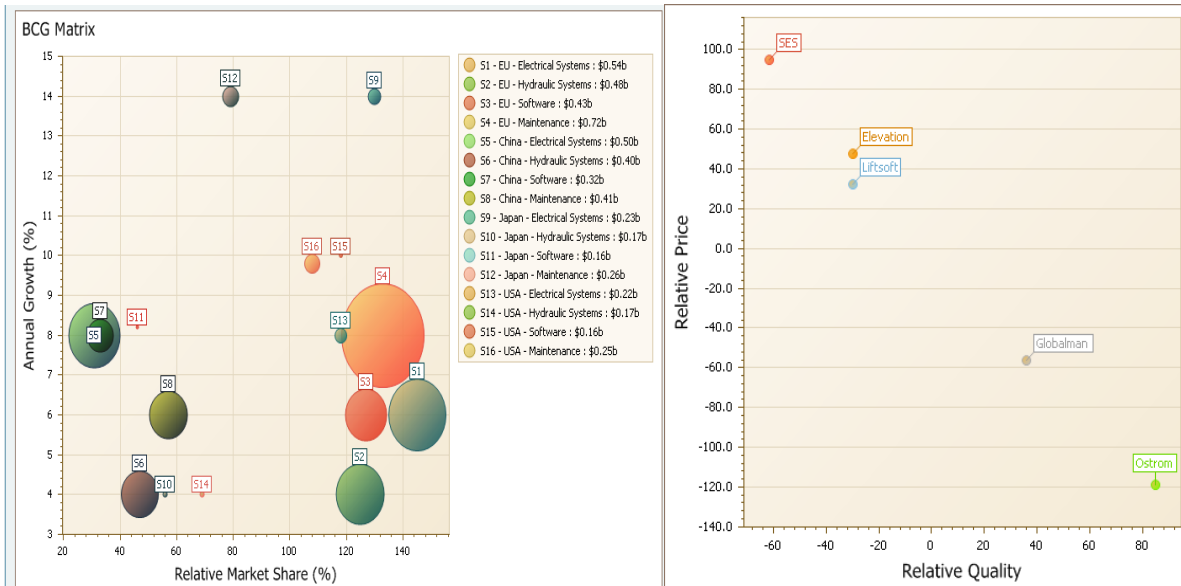 BCG Matrix
Annual Growth (%)
15
14
13
12
11
10
9
8
7
6
5
4
3
20
40
60
80
100
120
140
Relative Market Share (%)
S12
S9
S16
S15
S4
S7
S11
S5
S13
S8
S3
S1
S6
S10
S14
S2
S1 - EU - Electrical Systems : $0.54b
S2 - EU - Hydraulic Systems : $0.48b
S3 - EU - Software : $0.43b
S4 - EU - Maintenance : $0.72b
S5 - China - Electrical Systems : $0.50b
S6 - China - Hydraulic Systems : $0.40b
S7 - China - Software : $0.32b
S8 - China - Maintenance : $0.41b
S9 - Japan - Electrical Systems : $0.23b
S10 - Japan - Hydraulic Systems : $0.17b
S11 - Japan - Software : $0.16b
S12 - Japan - Maintenance : $0.26b
S13 - USA - Electrical Systems : $0.22b
S14 - USA - Hydraulic Systems : $0.17b
S15 - USA - Software : $0.16b
S16 - USA - Maintenance : $0.25b
Relative Price
100.0
80.0
60.0
40.0
20.0
0.0
-20.0
-40.0
-60.0
-80.0
-100.0
-120.0
-140.0
SES
Elevation
Liftsoft
Globalman
Ostrom
-60
-40
-20
0
20
40
60
80
Relative Quality